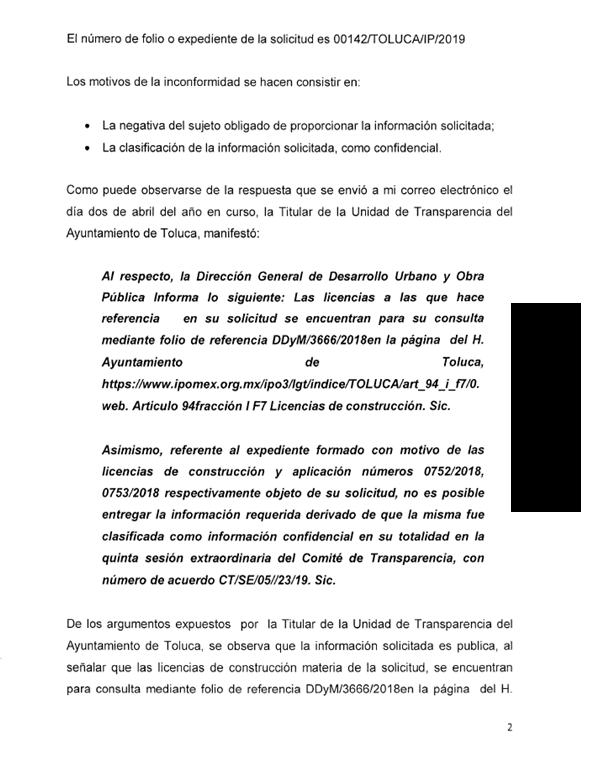 El número de folio o expediente de la solicitud es 00142/TOLUCA/IP/2019
Los motivos de la inconformidad se hacen consistir en:
• La negativa del sujeto obligado de proporcionar la información solicitada;
• La clasificación de la información solicitada, como confidencial.
Como puede observarse de la respuesta que se envió a mi correo electrónico el
día dos de abril del año en curso, la Titular de la Unidad de Transparencia del
Ayuntamiento de Toluca, manifestó:
Al respecto, la Dirección General de Desarrollo Urbano y Obra
Pública Informa lo siguiente: Las licencias a las que hace
referencia en su solicitud se encuentran para su consulta
mediante folio de referencia DDyM/3666/2018en la página del H.
Ayuntamiento de Toluca,
https://www.ipomex.org.mx/ipo3/lgt/indice/TOLUCA/art_94_i_f7/0.
web. Articulo 94fracción I F7 Licencias de construcción. Sic.
Asimismo, referente al expediente formado con motivo de las
licencias de construcción y aplicación números 0752/2018,
0753/2018 respectivamente objeto de su solicitud, no es posible
entregar la información requerida derivado de que la misma fue
clasificada como información confidencial en su totalidad en la
quinta sesión extraordinaria del Comité de Transparencia, con
número de acuerdo CT/SE/05//23/19. Sic.
De los argumentos expuestos por la Titular de la Unidad de Transparencia del
Ayuntamiento de Toluca, se observa que la información solicitada es publica, al
señalar que las licencias de construcción materia de la solicitud, se encuentran
para consulta mediante folio de referencia DDyM/3666/2018en la página del H.
2